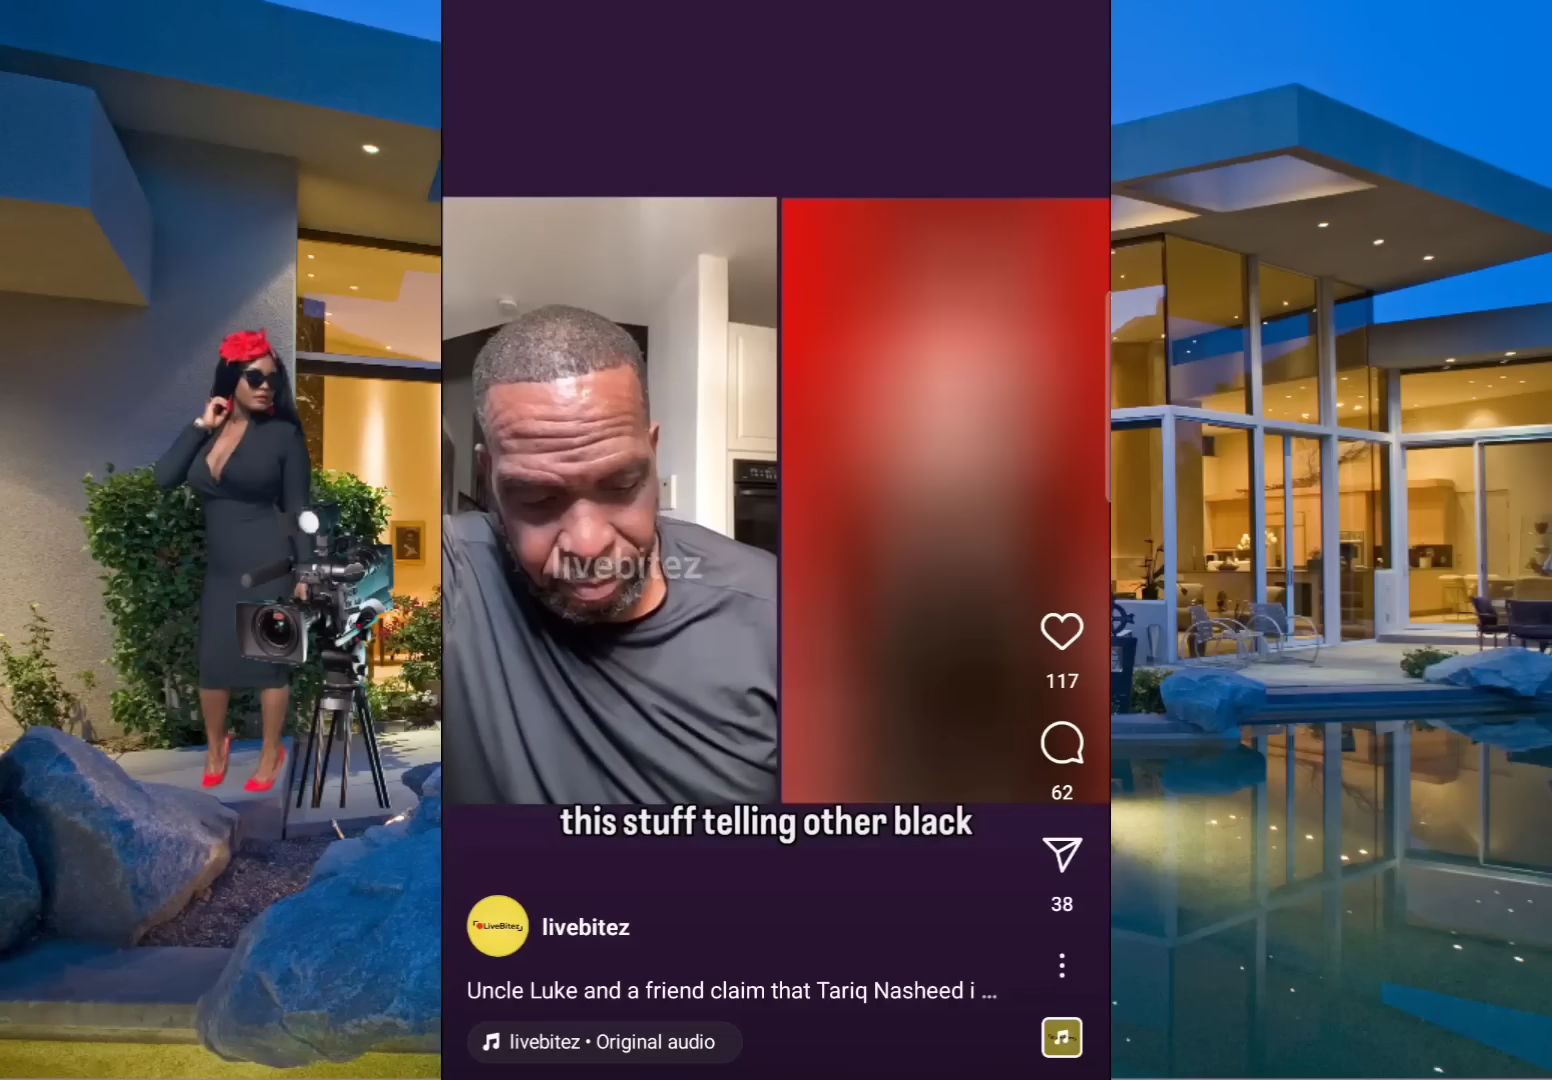 livebitez
117
62
this stuff telling other black
38
LiveBitez
livebitez
Uncle Luke and a friend claim that Tariq Nasheed i ...
livebitez • Original audio